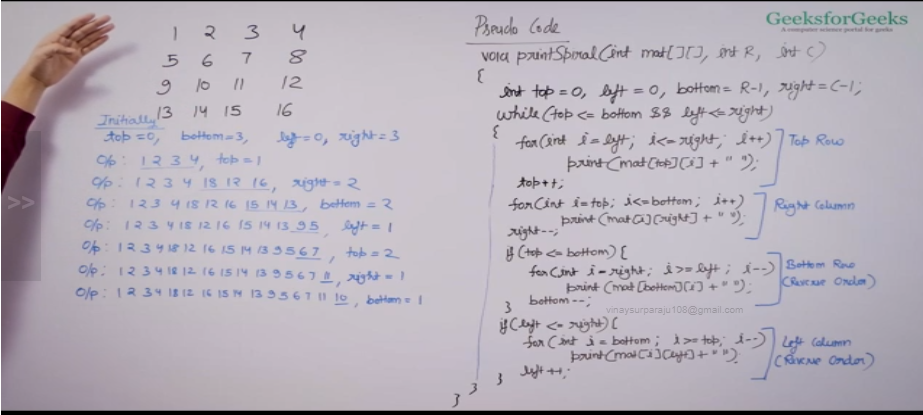 1 2 3 4
5 6 7 8
9 10 11 12
13 14 15 16
Initially
top=0, bottom=3, left=0, right=3
O/p: 1 2 3 4, top=1
O/p: 1 2 3 4 18 12 16, right=2
O/p: 1 2 3 4 18 12 16 15 14 13, bottom=2
O/p: 1 2 3 4 18 12 16 15 14 13 9 5, left=1
O/p: 1 2 3 4 18 12 16 15 14 13 9 5 6 7, top=2
O/p: 1 2 3 4 18 12 16 15 14 13 9 5 6 7 11, right=1
O/p: 1 2 3 4 18 12 16 15 14 13 9 5 6 7 11 10, bottom=1
>>
Pseudo Code
GeeksforGeeks
A computer science portal for geeks
void printSpiral(int mat[][], int R, int C)
{
int top=0, left=0, bottom=R-1, right=C-1;
while(top<=bottom && left<=right)
{
for(int i=left; i<=right; i++)
print(mat[top][i]+" ");
top++;
Top Row
for(int i=top; i<=bottom; i++)
print(mat[i][right]+" ");
right--;
Right Column
if(top<=bottom){
for(int i=right; i>=left; i--)
print(mat[bottom][i]+" ");
} bottom--;
Bottom Row
(Reverse Order)
vinaysurparaju108@gmail.com
if(left<=right){
for(int i=bottom; i>=top; i--)
print(mat[i][left]+" ");
left++;
Left Column
(Reverse Order)
} } }